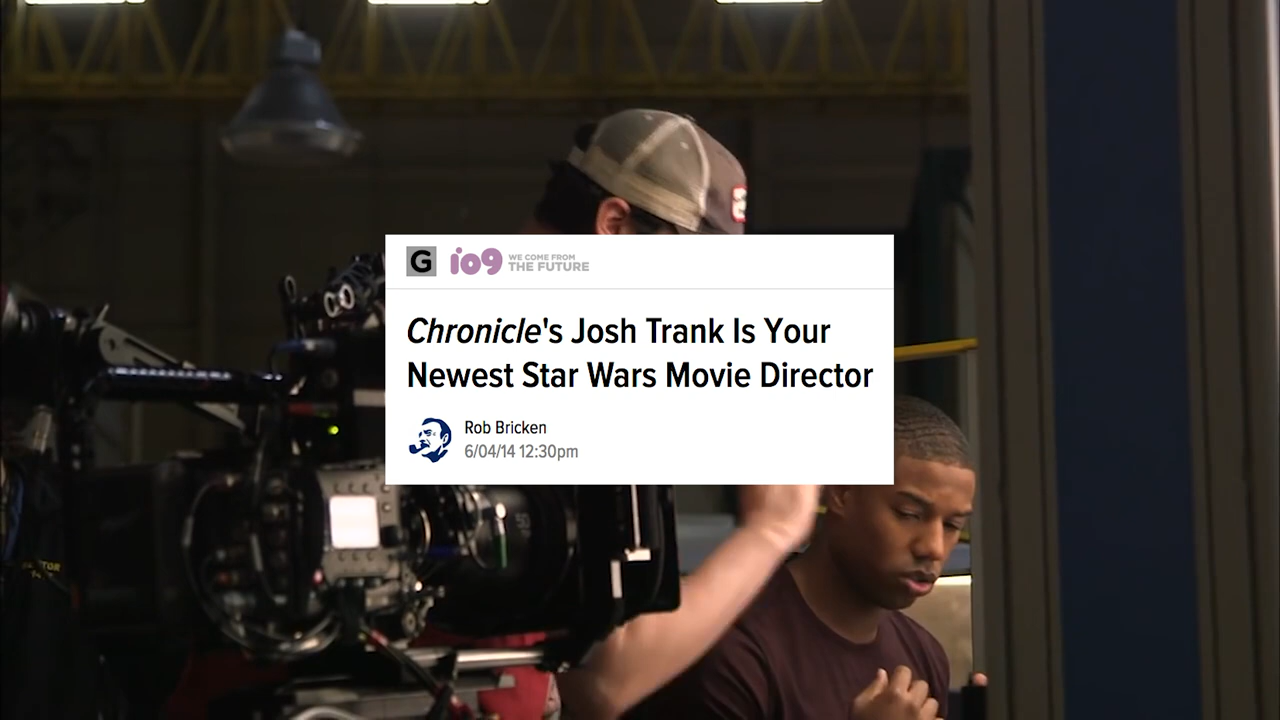 G io9 WE COME FROM
THE FUTURE
Chronicle's Josh Trank Is Your
Newest Star Wars Movie Director
Rob Bricken
6/04/14 12:30pm